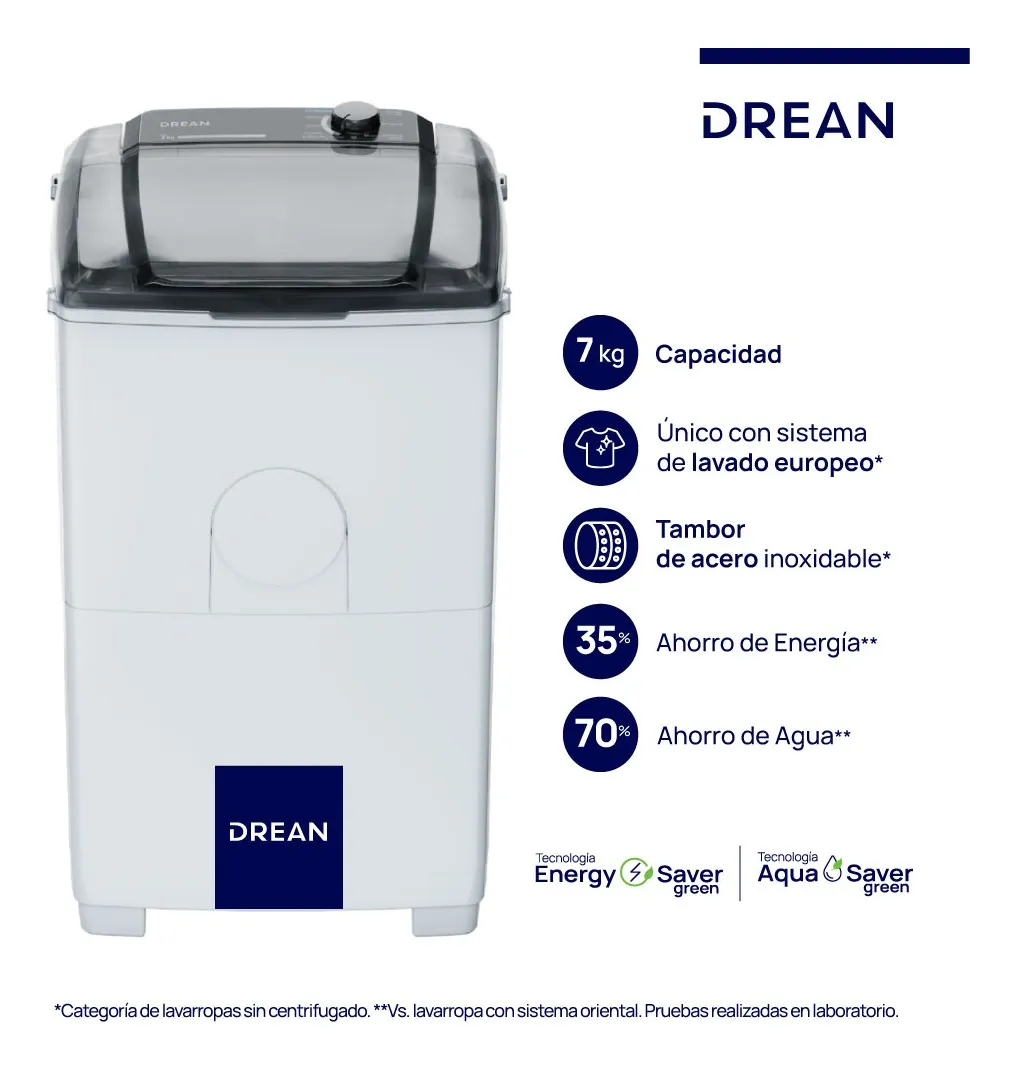 DREAN
DREAN
7 kg Capacidad
Único con sistema
de lavado europeo*
Tambor
de acero inoxidable*
35% Ahorro de Energía**
70% Ahorro de Agua**
DREAN
Tecnología
Energy Saver
green
Tecnología
Aqua Saver
green
*Categoría de lavarropas sin centrifugado. **Vs. lavarropa con sistema oriental. Pruebas realizadas en laboratorio.